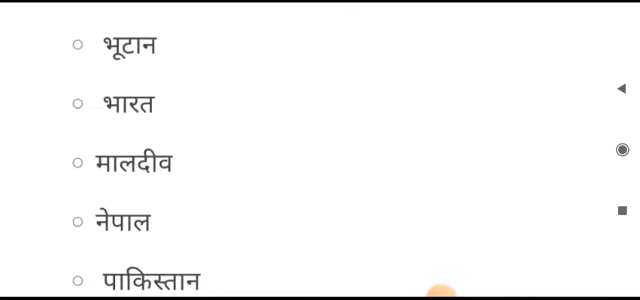 भूटान
भारत
मालदीव
नेपाल
पाकिस्तान